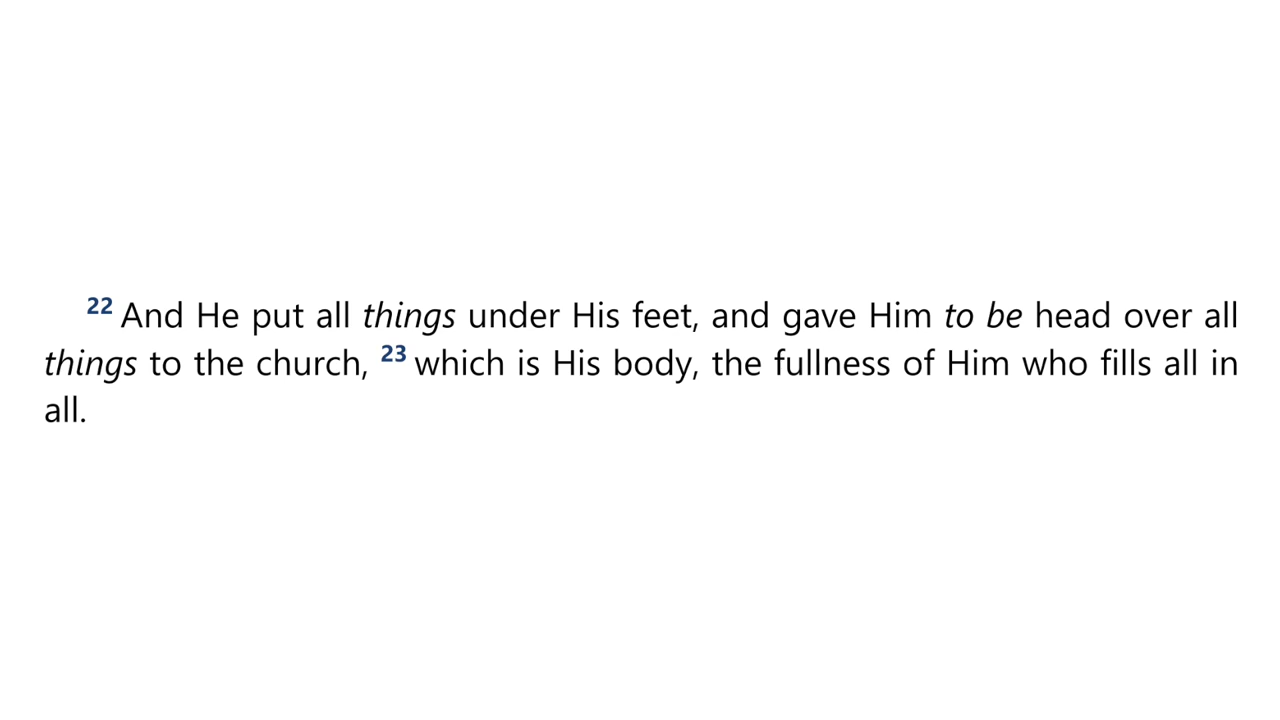 22 And He put all things under His feet, and gave Him to be head over all
things to the church, 23 which is His body, the fullness of Him who fills all in
all.